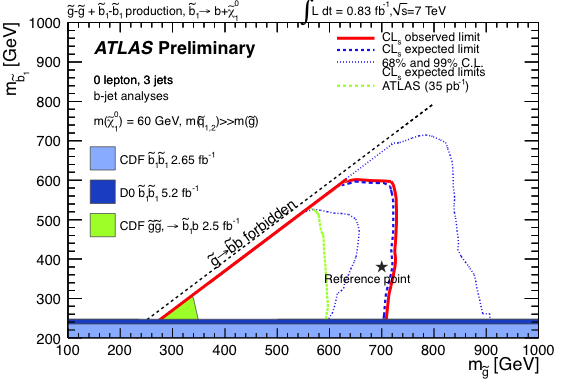 g̃-g̃ + b̃₁-b̃₁ production, b̃₁→ b+χ̃₁⁰
∫L dt = 0.83 fb⁻¹,√s=7 TeV
m_b̃₁ [GeV]
1000
900
800
700
600
500
400
300
200
ATLAS Preliminary
0 lepton, 3 jets
b-jet analyses
m(χ̃₁⁰) = 60 GeV, m(q̃₁,₂)>>m(g̃)
CDF b̃₁b̃₁ 2.65 fb⁻¹
D0 b̃₁b̃₁ 5.2 fb⁻¹
CDF g̃g̃, → b̃₁b 2.5 fb⁻¹
CLₛ observed limit
CLₛ expected limit
68% and 99% C.L.
CLₛ expected limits
ATLAS (35 pb⁻¹)
g̃→b̃b forbidden
Reference point
100 200 300 400 500 600 700 800 900 1000
m_g̃ [GeV]